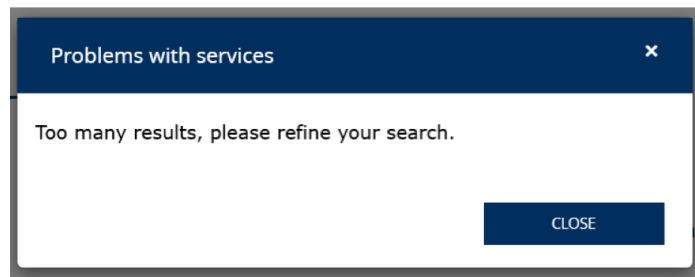 Problems with services ×
Too many results, please refine your search.
CLOSE